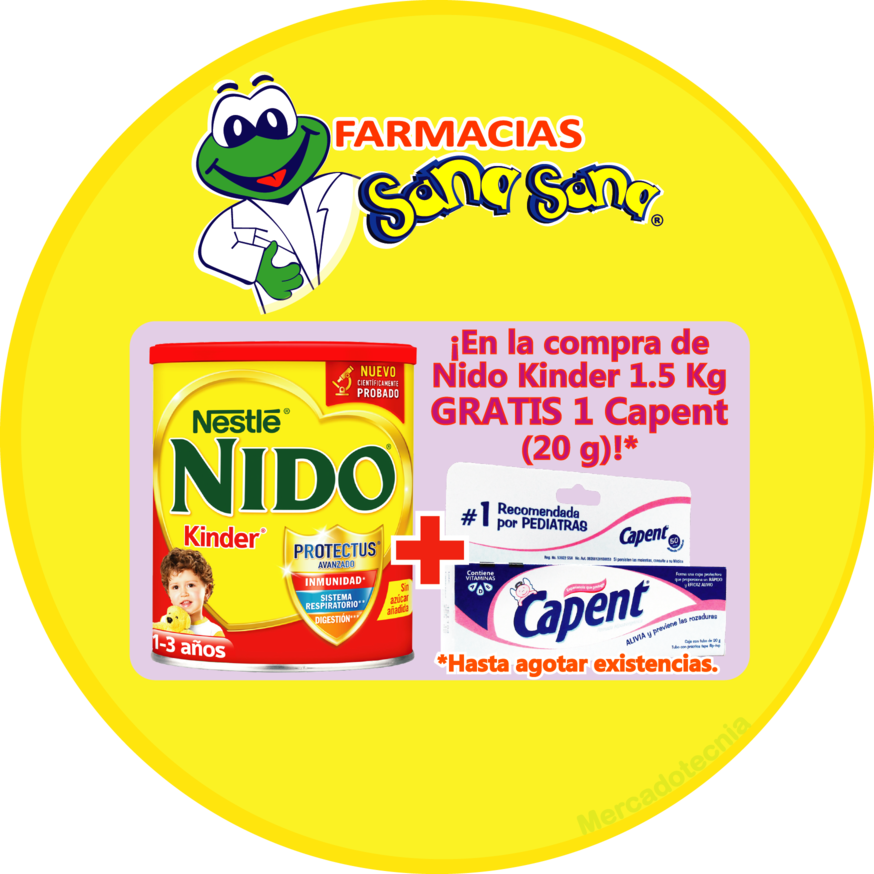 FARMACIAS
Sana Sana®
¡En la compra de
Nido Kinder 1.5 Kg
GRATIS 1 Capent
(20 g)!*
NUEVO
CIENTÍFICAMENTE
PROBADO
Nestlé®
NIDO®
Kinder®
PROTECTUS®
AVANZADO
INMUNIDAD*
SISTEMA
RESPIRATORIO**
DIGESTIÓN***
Sin
azúcar
añadida
1-3 años
+
#1 Recomendada
por PEDIATRAS
Capent
50
Contiene
VITAMINAS
A
D
Capent®
ALIVIA y previene las rozaduras
*Hasta agotar existencias.
Mercadotecnia